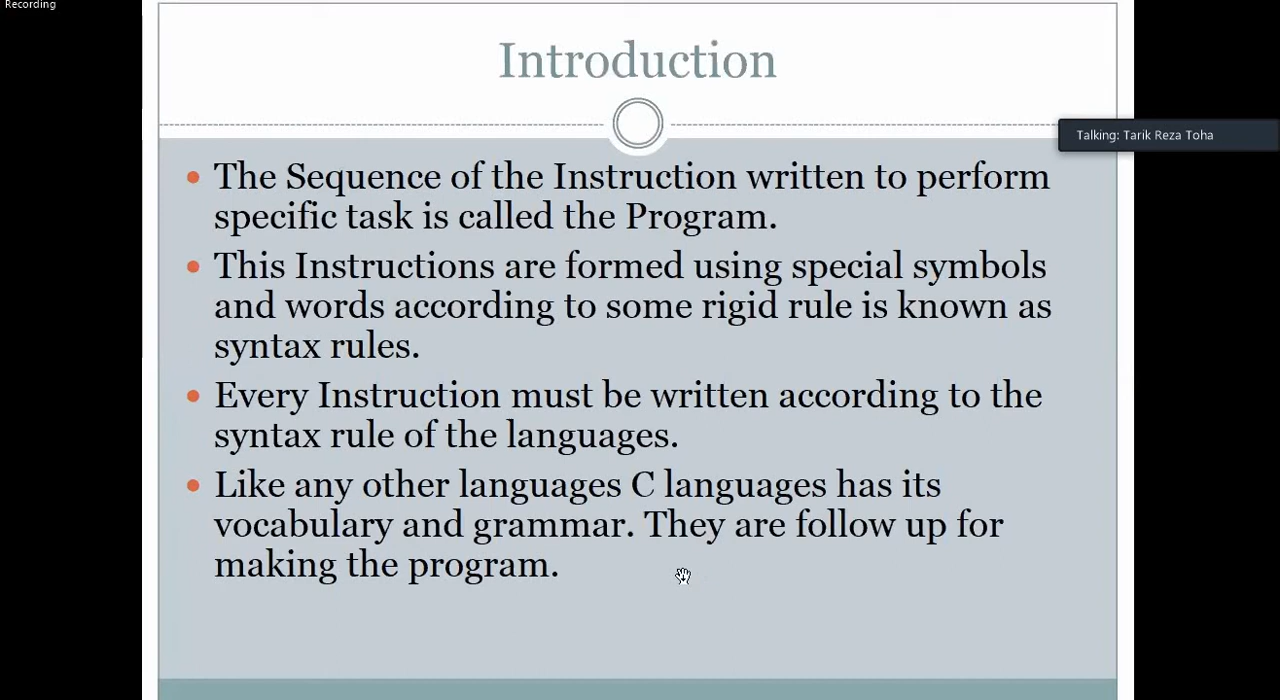 Recording
Introduction
Talking: Tarik Reza Toha
The Sequence of the Instruction written to perform
specific task is called the Program.
This Instructions are formed using special symbols
and words according to some rigid rule is known as
syntax rules.
Every Instruction must be written according to the
syntax rule of the languages.
Like any other languages C languages has its
vocabulary and grammar. They are follow up for
making the program.